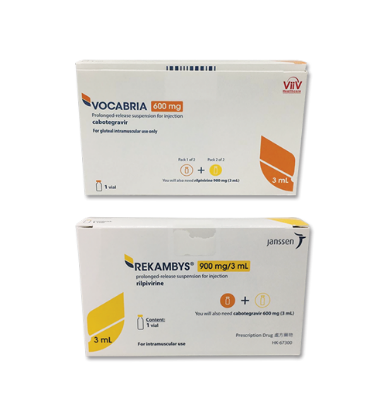 ViiV
Healthcare
VOCABRIA 600 mg
Prolonged-release suspension for injection
cabotegravir
For gluteal intramuscular use only
Pack 1 of 2
Pack 2 of 2
+
You will also need rilpivirine 900 mg (3 mL)
1 vial
3 mL
janssen
REKAMBYS® 900 mg/3 mL
prolonged-release suspension for injection
rilpivirine
+
You will also need cabotegravir 600 mg (3 mL)
Content:
1 vial
3 mL
For intramuscular use
Prescription Drug 處方藥物